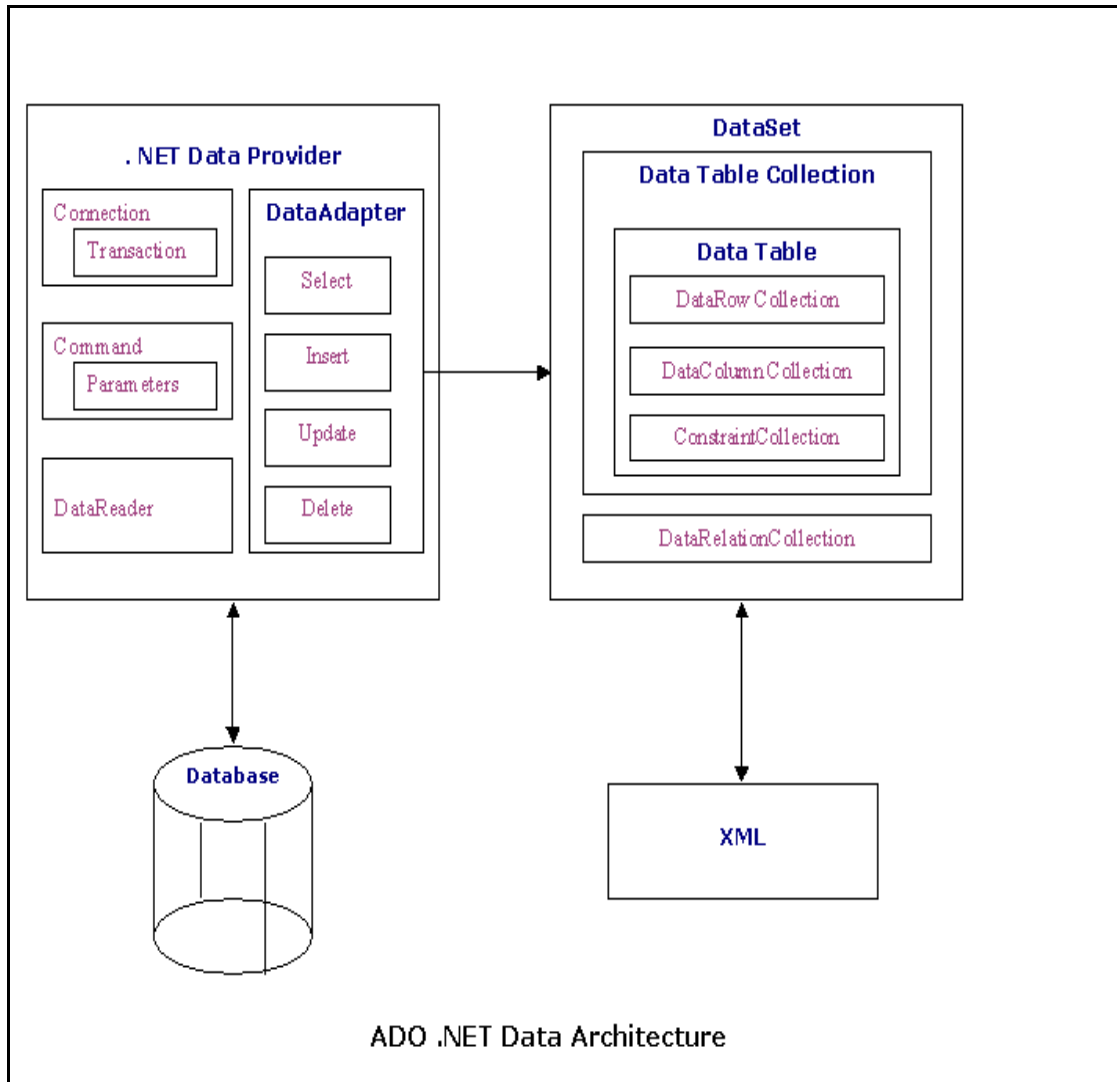 . NET Data Provider
Connection
Transaction
Command
Parameters
DataReader
DataAdapter
Select
Insert
Update
Delete
DataSet
Data Table Collection
Data Table
DataRowCollection
DataColumnCollection
ConstraintCollection
DataRelationCollection
Database
XML
ADO .NET Data Architecture